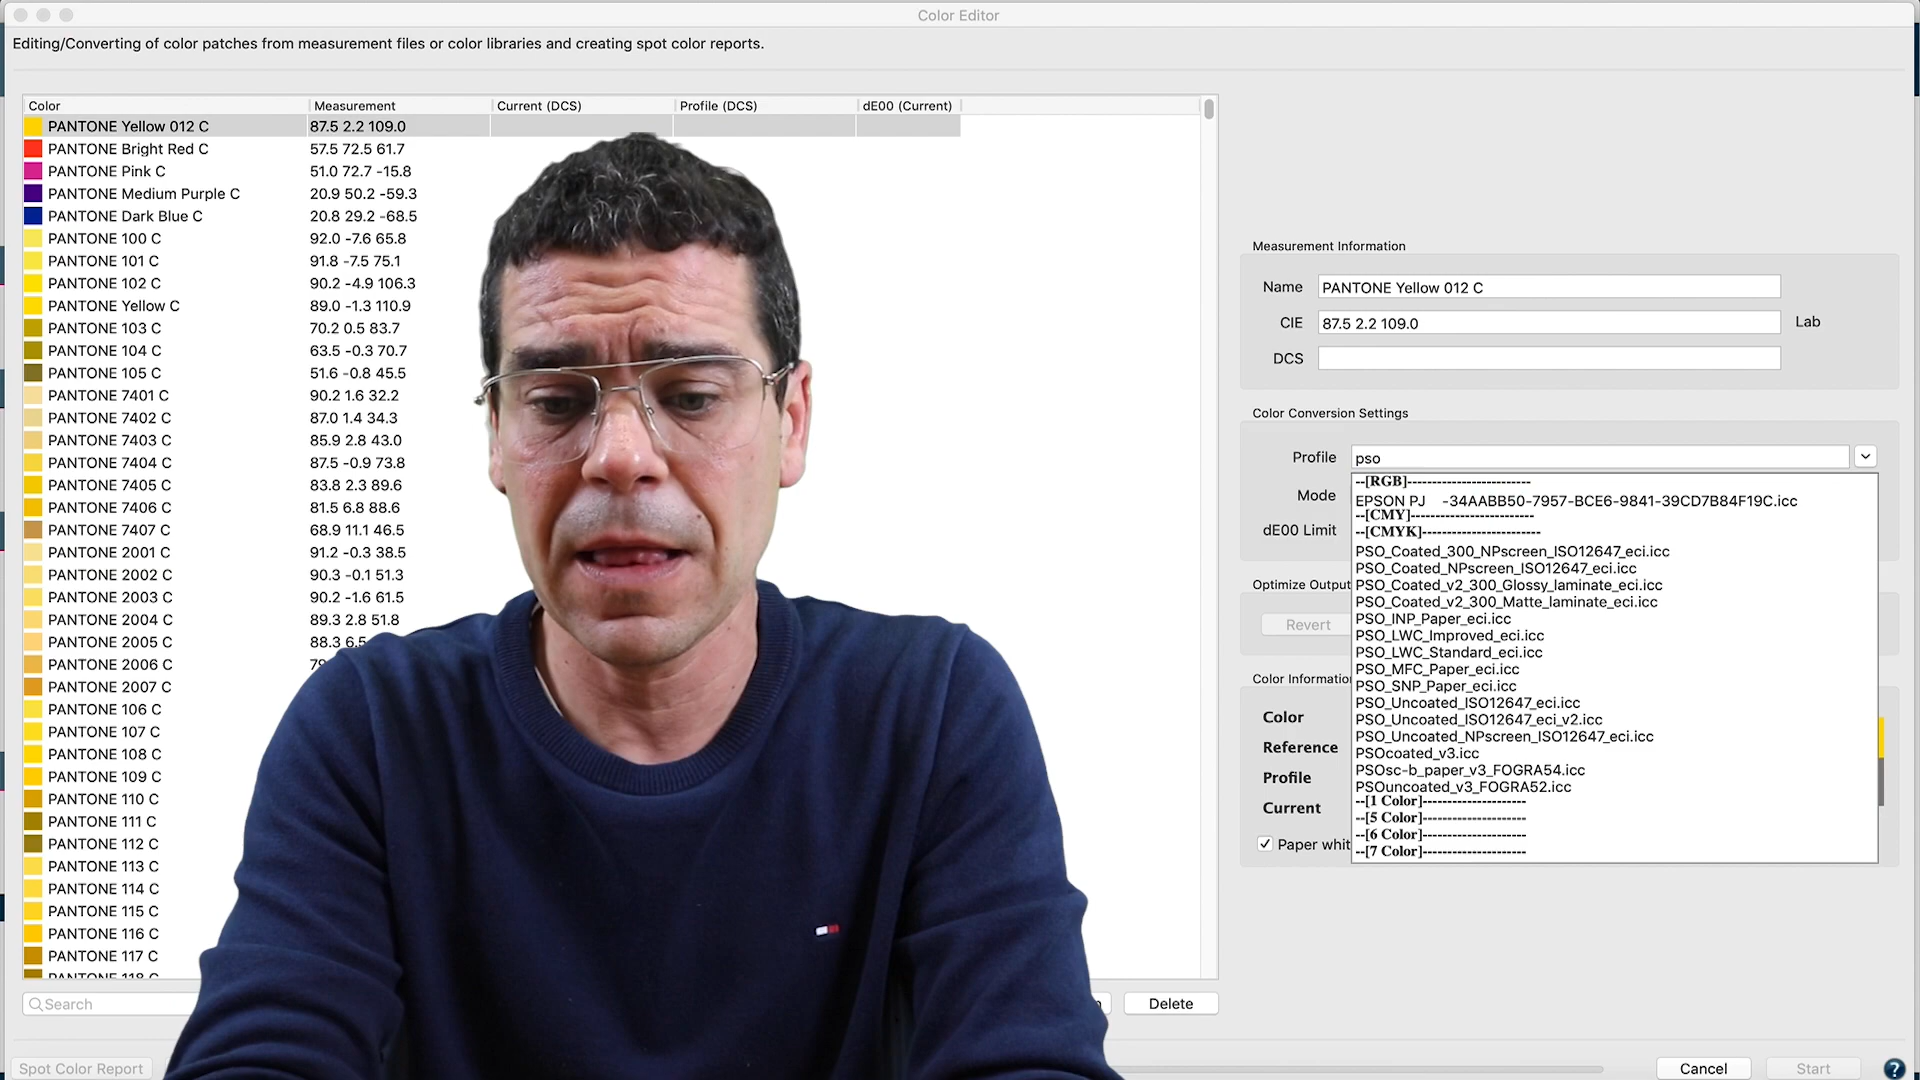 Color Editor
Editing/Converting of color patches from measurement files or color libraries and creating spot color reports.
Color Measurement Current (DCS) Profile (DCS) dE00 (Current)
PANTONE Yellow 012 C 87.5 2.2 109.0
PANTONE Bright Red C 57.5 72.5 61.7
PANTONE Pink C 51.0 72.7 -15.8
PANTONE Medium Purple C 20.9 50.2 -59.3
PANTONE Dark Blue C 20.8 29.2 -68.5
PANTONE 100 C 92.0 -7.6 65.8
PANTONE 101 C 91.8 -7.5 75.1
PANTONE 102 C 90.2 -4.9 106.3
PANTONE Yellow C 89.0 -1.3 110.9
PANTONE 103 C 70.2 0.5 83.7
PANTONE 104 C 63.5 -0.3 70.7
PANTONE 105 C 51.6 -0.8 45.5
PANTONE 7401 C 90.2 1.6 32.2
PANTONE 7402 C 87.0 1.4 34.3
PANTONE 7403 C 85.9 2.8 43.0
PANTONE 7404 C 87.5 -0.9 73.8
PANTONE 7405 C 83.8 2.3 89.6
PANTONE 7406 C 81.5 6.8 88.6
PANTONE 7407 C 68.9 11.1 46.5
PANTONE 2001 C 91.2 -0.3 38.5
PANTONE 2002 C 90.3 -0.1 51.3
PANTONE 2003 C 90.2 -1.6 61.5
PANTONE 2004 C 89.3 2.8 51.8
PANTONE 2005 C 88.3 6.5
PANTONE 2006 C
PANTONE 2007 C
PANTONE 106 C
PANTONE 107 C
PANTONE 108 C
PANTONE 109 C
PANTONE 110 C
PANTONE 111 C
PANTONE 112 C
PANTONE 113 C
PANTONE 114 C
PANTONE 115 C
PANTONE 116 C
PANTONE 117 C
PANTONE 118 C
Search
Delete
Spot Color Report
Measurement Information
Name PANTONE Yellow 012 C
CIE 87.5 2.2 109.0 Lab
DCS
Color Conversion Settings
Profile pso
Mode
dE00 Limit
--[RGB]-------------------------
EPSON PJ -34AABB50-7957-BCE6-9841-39CD7B84F19C.icc
--[CMY]-------------------------
--[CMYK]------------------------
PSO_Coated_300_NPscreen_ISO12647_eci.icc
PSO_Coated_NPscreen_ISO12647_eci.icc
PSO_Coated_v2_300_Glossy_laminate_eci.icc
PSO_Coated_v2_300_Matte_laminate_eci.icc
PSO_INP_Paper_eci.icc
PSO_LWC_Improved_eci.icc
PSO_LWC_Standard_eci.icc
PSO_MFC_Paper_eci.icc
PSO_SNP_Paper_eci.icc
PSO_Uncoated_ISO12647_eci.icc
PSO_Uncoated_ISO12647_eci_v2.icc
PSO_Uncoated_NPscreen_ISO12647_eci.icc
PSOcoated_v3.icc
PSOsc-b_paper_v3_FOGRA54.icc
PSOuncoated_v3_FOGRA52.icc
--[1 Color]---------------------
--[5 Color]---------------------
--[6 Color]---------------------
--[7 Color]---------------------
Optimize Output
Revert
Color Information
Color
Reference
Profile
Current
Paper whit
Cancel
Start
?